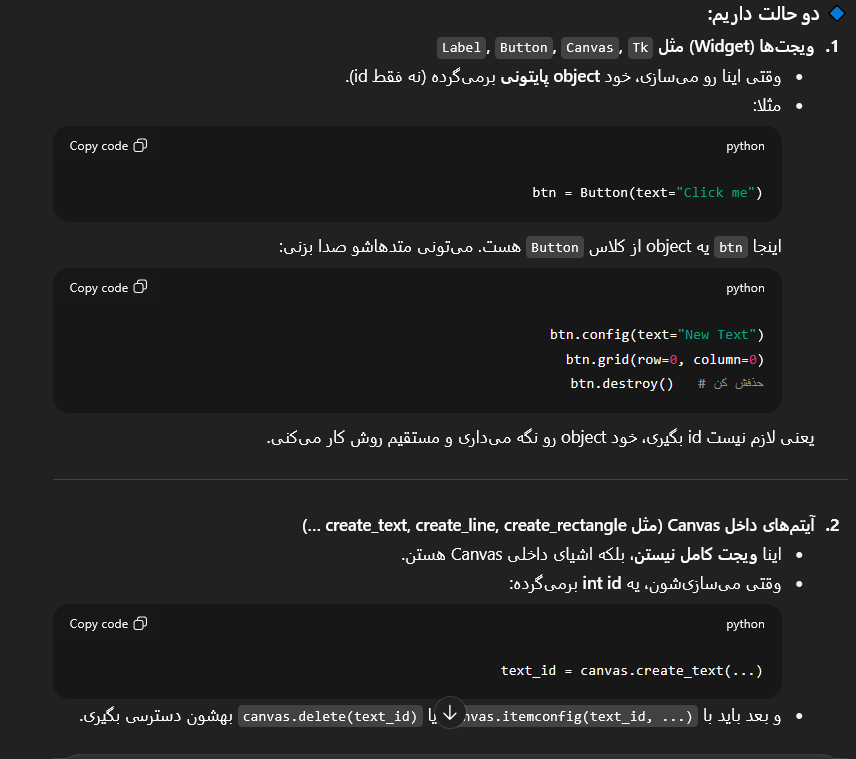 دو حالت داریم:
1. ویجت‌ها (Widget) مثل Tk, Canvas, Button, Label
وقتی اینا رو می‌سازی، خود object پایتونی برمی‌گرده (نه فقط id).
مثلا:
python Copy code
btn = Button(text="Click me")
اینجا btn یه object از کلاس Button هست. می‌تونی متدهاشو صدا بزنی:
python Copy code
btn.config(text="New Text")
btn.grid(row=0, column=0)
btn.destroy() # حذفش کن
یعنی لازم نیست id بگیری، خود object رو نگه می‌داری و مستقیم روش کار می‌کنی.
2. آیتم‌های داخل Canvas (مثل create_text, create_line, create_rectangle ...)
اینا ویجت کامل نیستن، بلکه اشیای داخلی Canvas هستن.
وقتی می‌سازی‌شون، یه int id برمی‌گرده:
python Copy code
text_id = canvas.create_text(...)
و بعد باید با nvas.itemconfig(text_id, ...) یا canvas.delete(text_id) بهشون دسترسی بگیری.